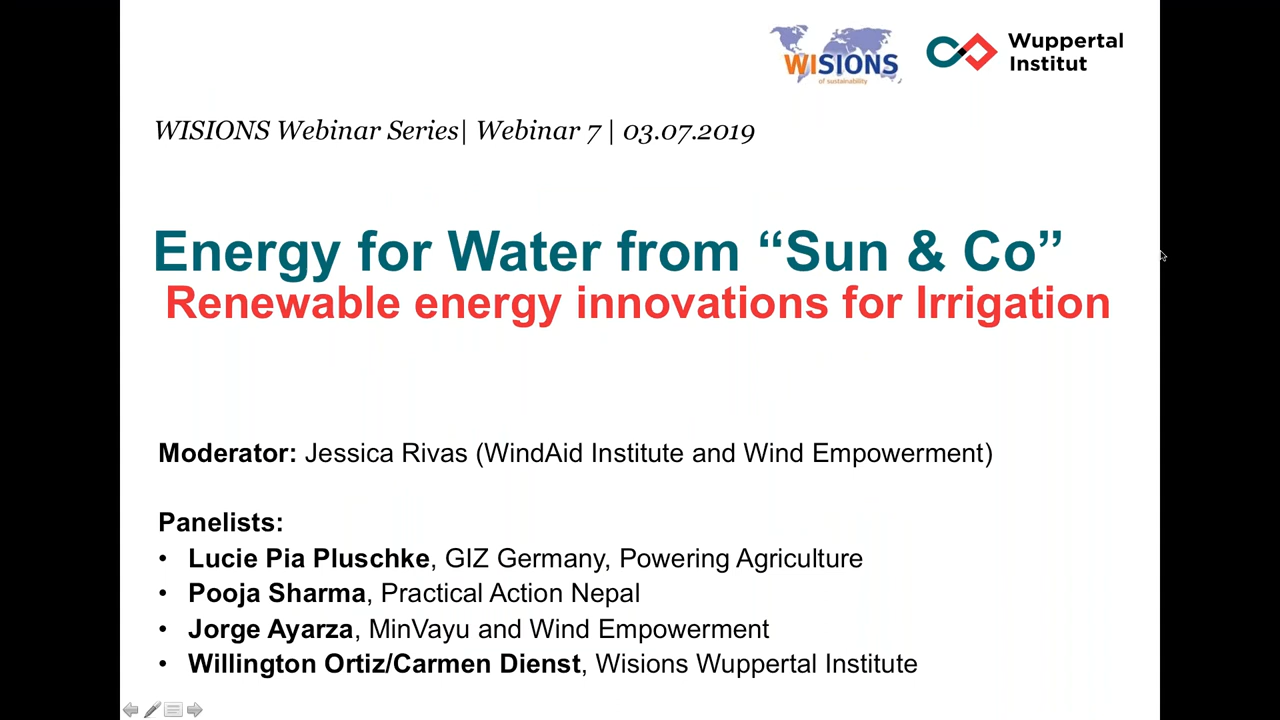 WISIONS
of sustainability
Wuppertal
Institut
WISIONS Webinar Series| Webinar 7 | 03.07.2019
Energy for Water from “Sun & Co”
Renewable energy innovations for Irrigation
Moderator: Jessica Rivas (WindAid Institute and Wind Empowerment)
Panelists:
• Lucie Pia Pluschke, GIZ Germany, Powering Agriculture
• Pooja Sharma, Practical Action Nepal
• Jorge Ayarza, MinVayu and Wind Empowerment
• Willington Ortiz/Carmen Dienst, Wisions Wuppertal Institute